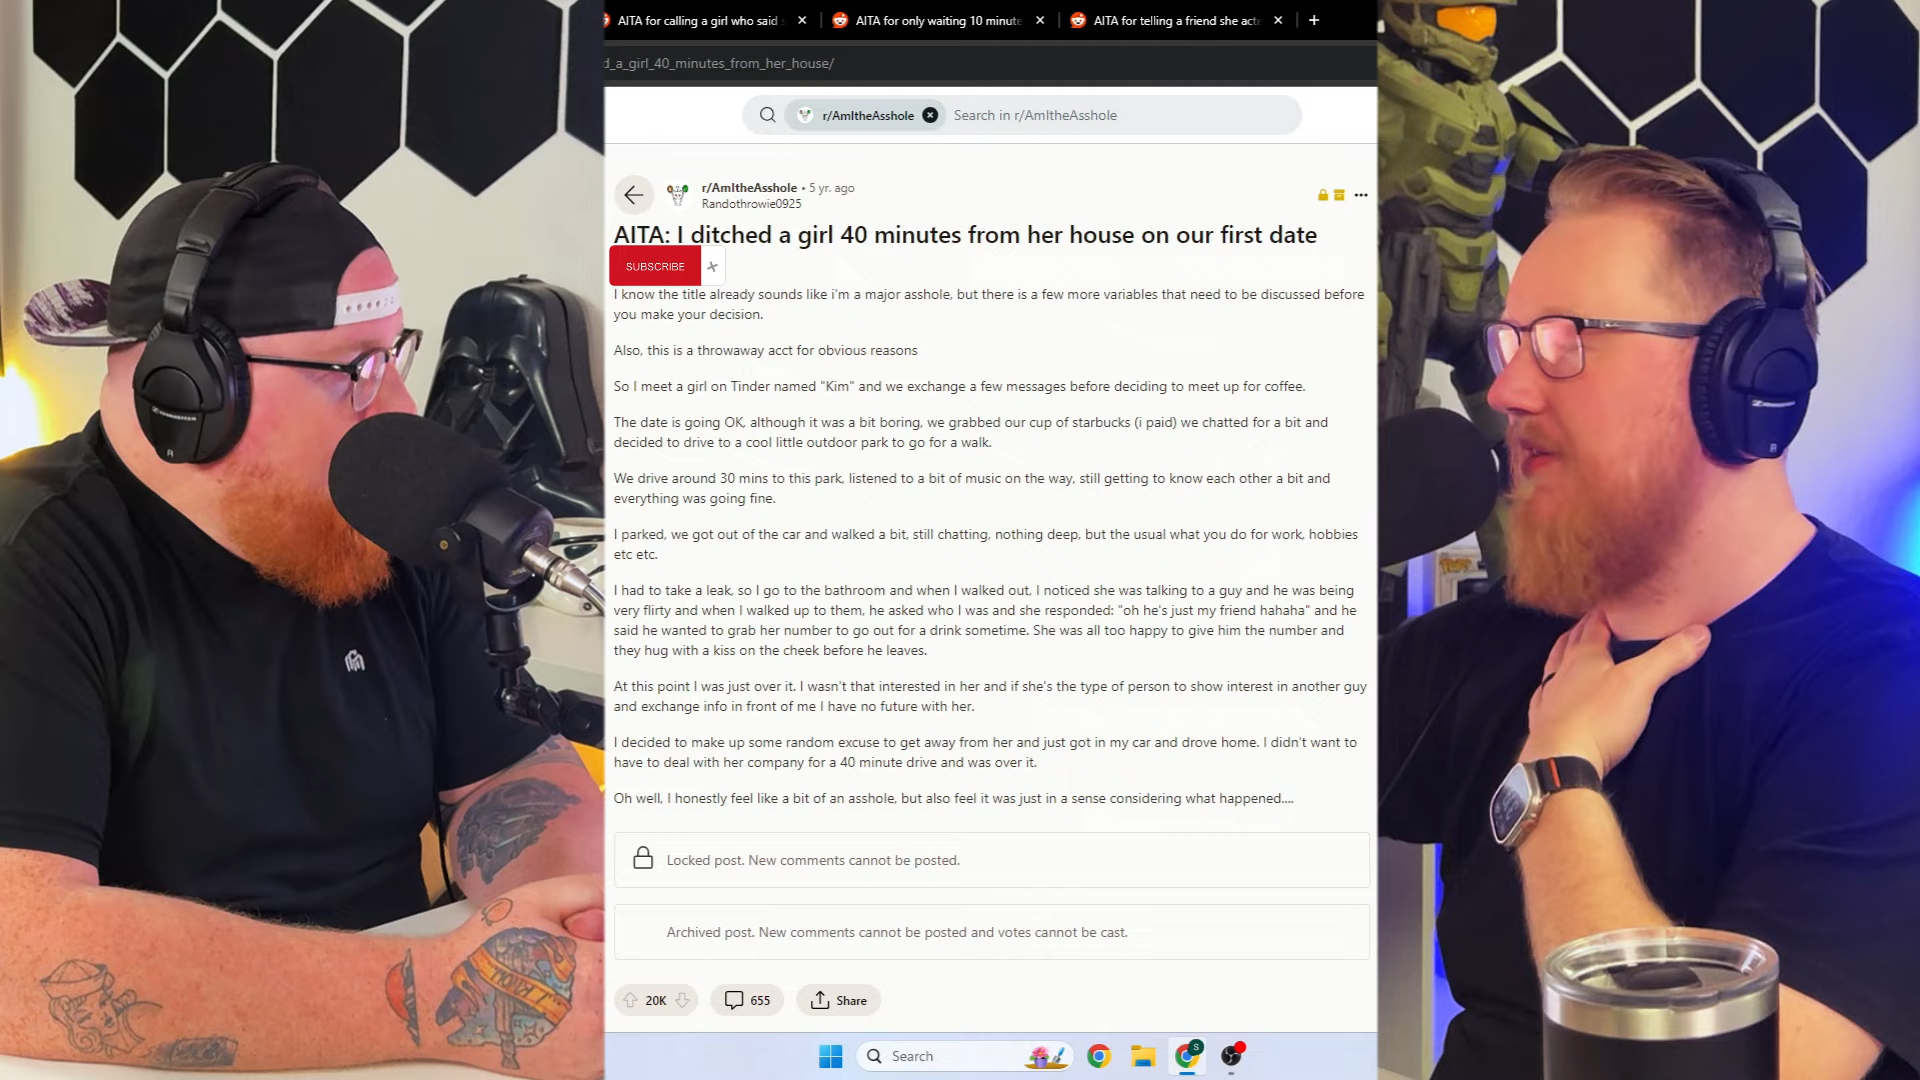 AITA for calling a girl who said
AITA for only waiting 10 minute
AITA for telling a friend she acte
d_a_girl_40_minutes_from_her_house/
r/AmItheAsshole
Search in r/AmItheAsshole
r/AmItheAsshole • 5 yr. ago
Randothrowie0925
AITA: I ditched a girl 40 minutes from her house on our first date
SUBSCRIBE
I know the title already sounds like i'm a major asshole, but there is a few more variables that need to be discussed before
you make your decision.
Also, this is a throwaway acct for obvious reasons
So I meet a girl on Tinder named "Kim" and we exchange a few messages before deciding to meet up for coffee.
The date is going OK, although it was a bit boring, we grabbed our cup of starbucks (i paid) we chatted for a bit and
decided to drive to a cool little outdoor park to go for a walk.
We drive around 30 mins to this park, listened to a bit of music on the way, still getting to know each other a bit and
everything was going fine.
I parked, we got out of the car and walked a bit, still chatting, nothing deep, but the usual what you do for work, hobbies
etc etc.
I had to take a leak, so I go to the bathroom and when I walked out, I noticed she was talking to a guy and he was being
very flirty and when I walked up to them, he asked who I was and she responded: "oh he's just my friend hahaha" and he
said he wanted to grab her number to go out for a drink sometime. She was all too happy to give him the number and
they hug with a kiss on the cheek before he leaves.
At this point I was just over it. I wasn't that interested in her and if she's the type of person to show interest in another guy
and exchange info in front of me I have no future with her.
I decided to make up some random excuse to get away from her and just got in my car and drove home. I didn't want to
have to deal with her company for a 40 minute drive and was over it.
Oh well, I honestly feel like a bit of an asshole, but also feel it was just in a sense considering what happened....
Locked post. New comments cannot be posted.
Archived post. New comments cannot be posted and votes cannot be cast.
20K
655
Share
Search
S